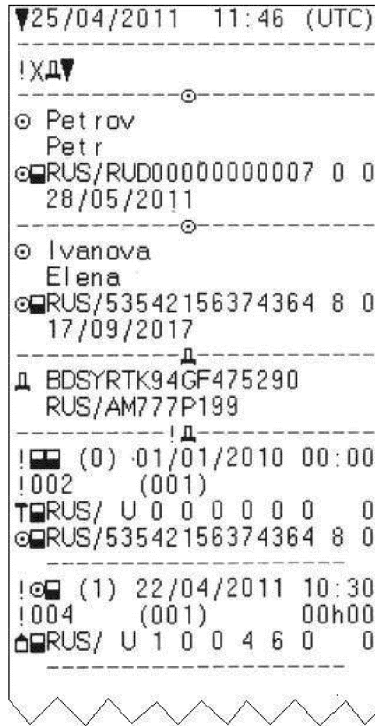 ▼25/04/2011 11:46 (UTC)
!XД▼
Petrov
Petr
RUS/RUD00000000007 0 0
28/05/2011
Ivanova
Elena
RUS/53542156374364 8 0
17/09/2017
Д BDSYRTK94GF475290
RUS/AM777P199
!Д
! (0) 01/01/2010 00:00
!002 (001)
TRUS/ U 0 0 0 0 0 0 0
RUS/53542156374364 8 0
! (1) 22/04/2011 10:30
!004 (001) 00h00
RUS/ U 1 0 0 4 6 0 0